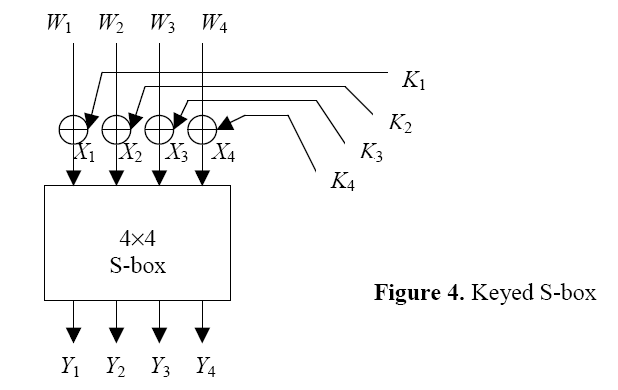 W₁ W₂ W₃ W₄
K₁
K₂
X₁ X₂ X₃ X₄
K₃
K₄
4×4
S-box
Figure 4. Keyed S-box
Y₁ Y₂ Y₃ Y₄